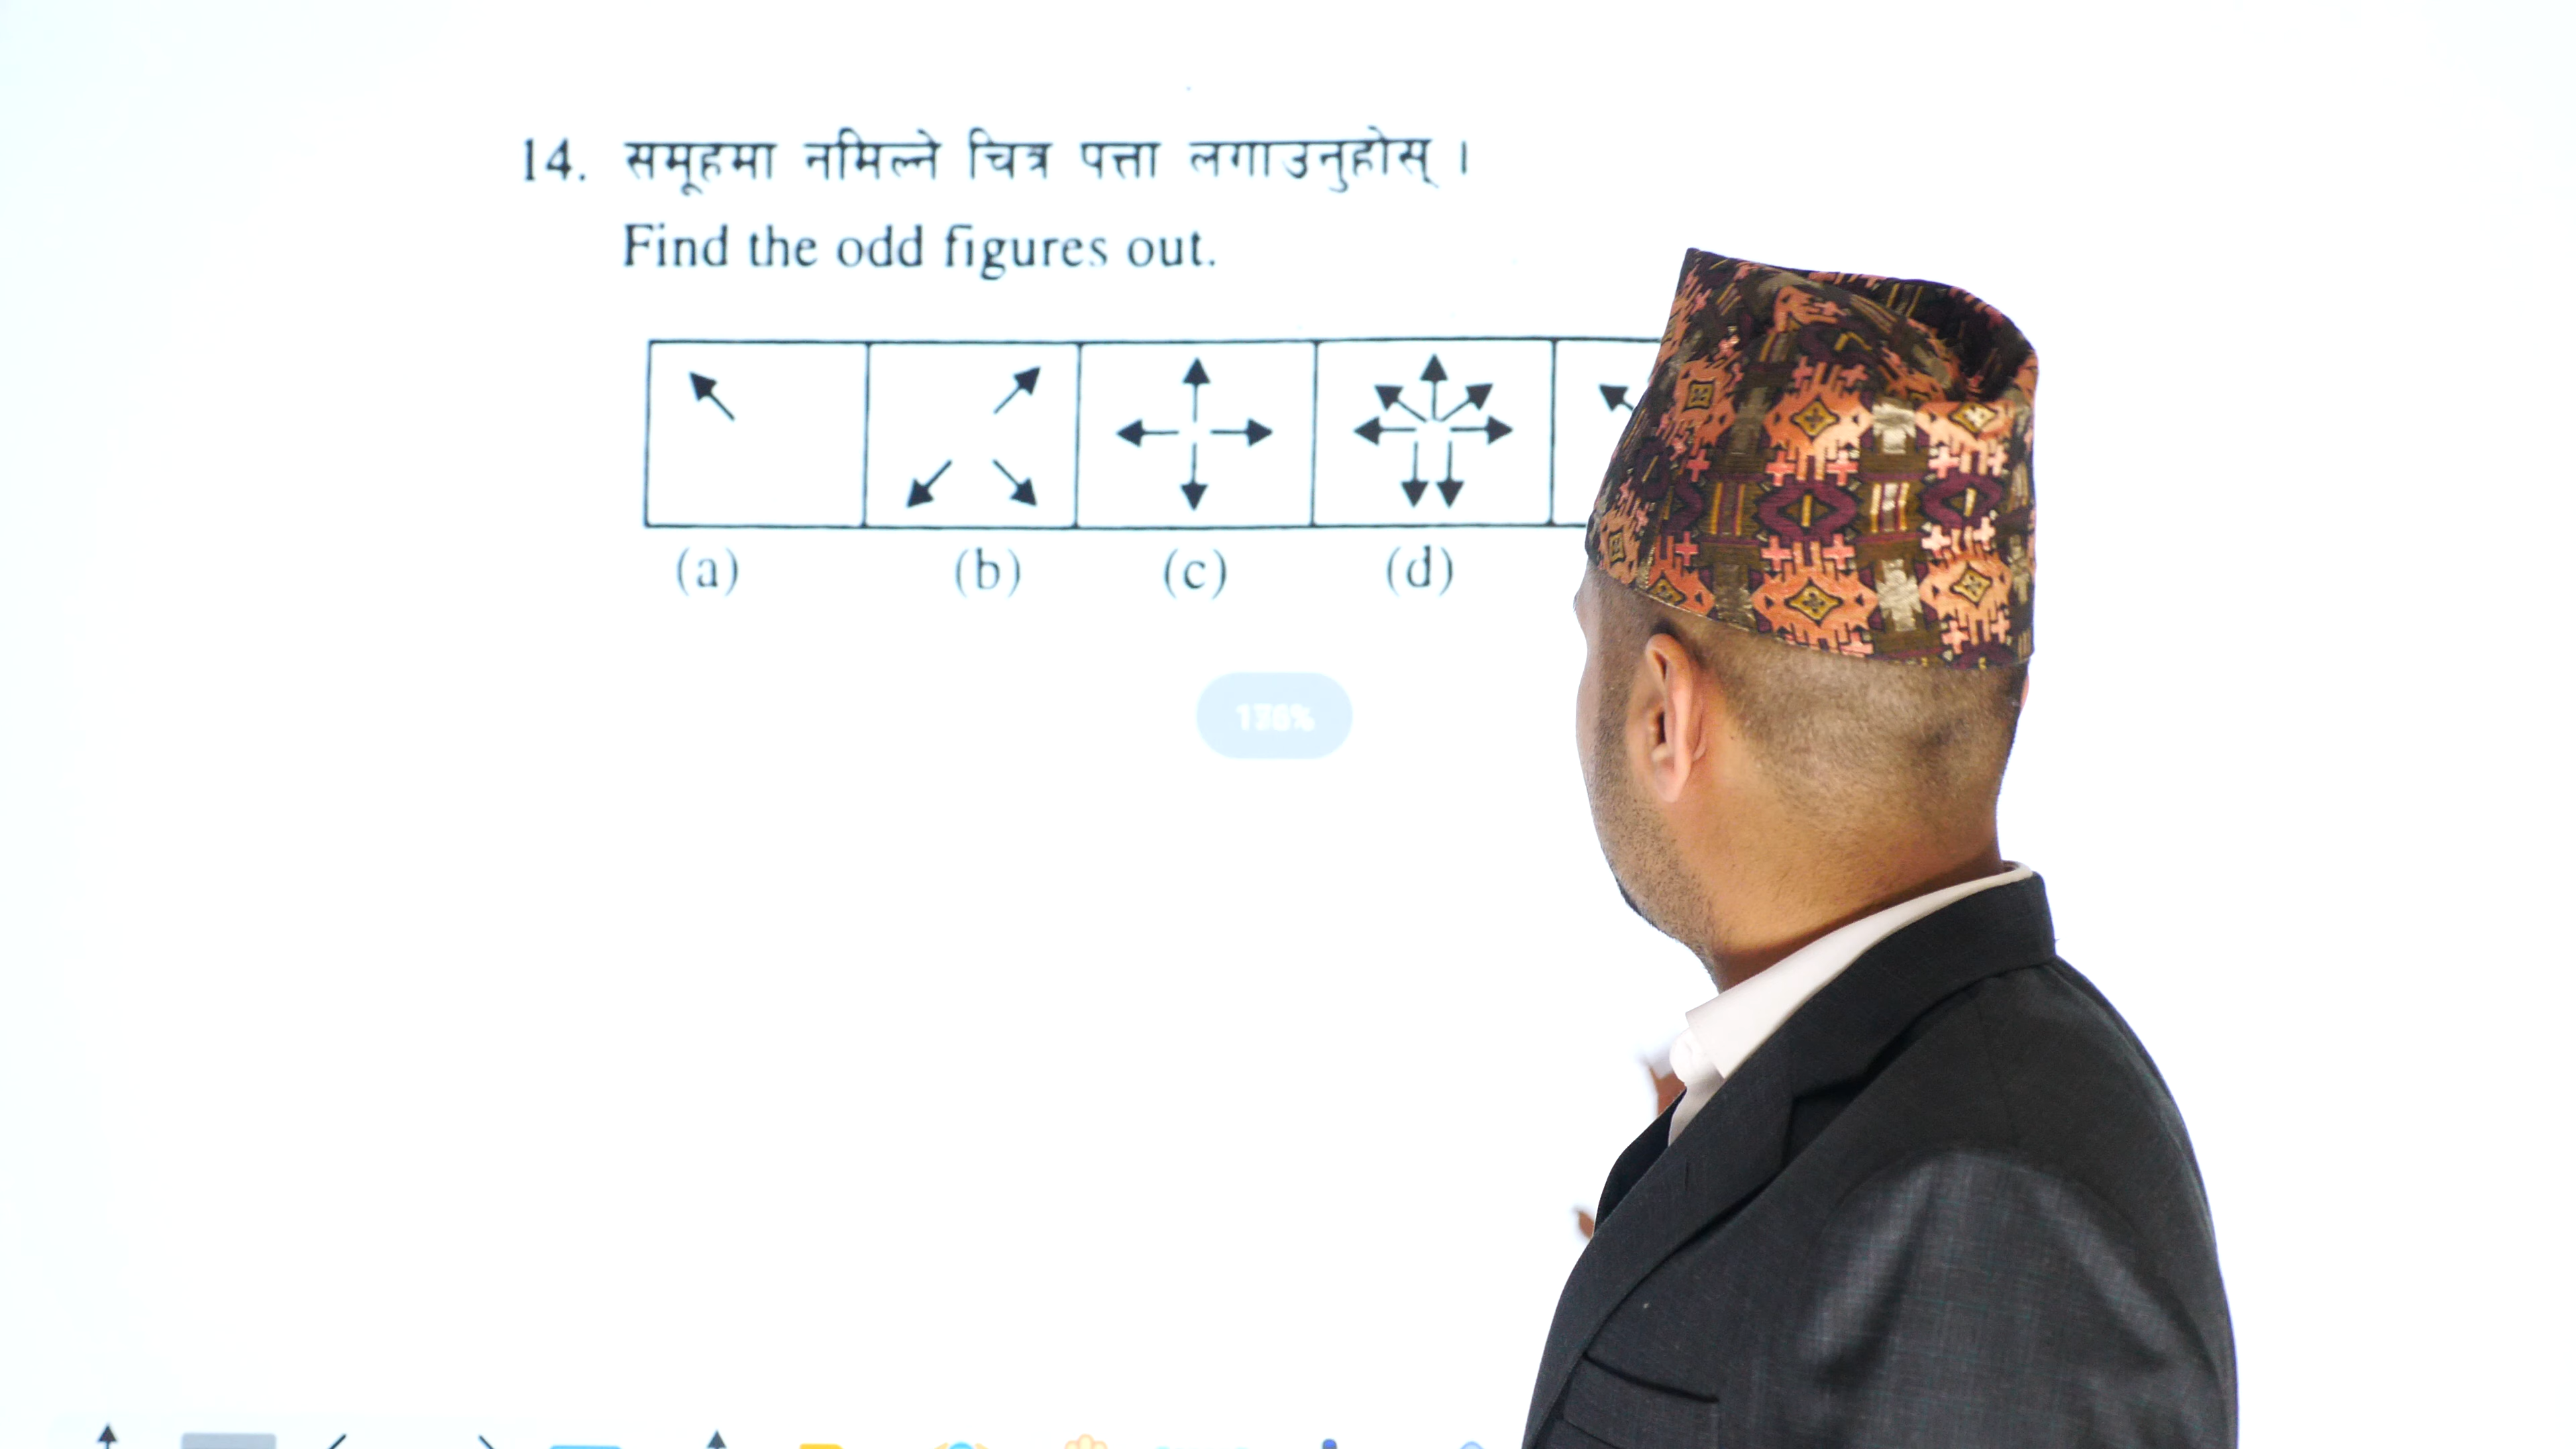 14. समूहमा नमिल्ने चित्र पत्ता लगाउनुहोस् ।
Find the odd figures out.
(a) (b) (c) (d)